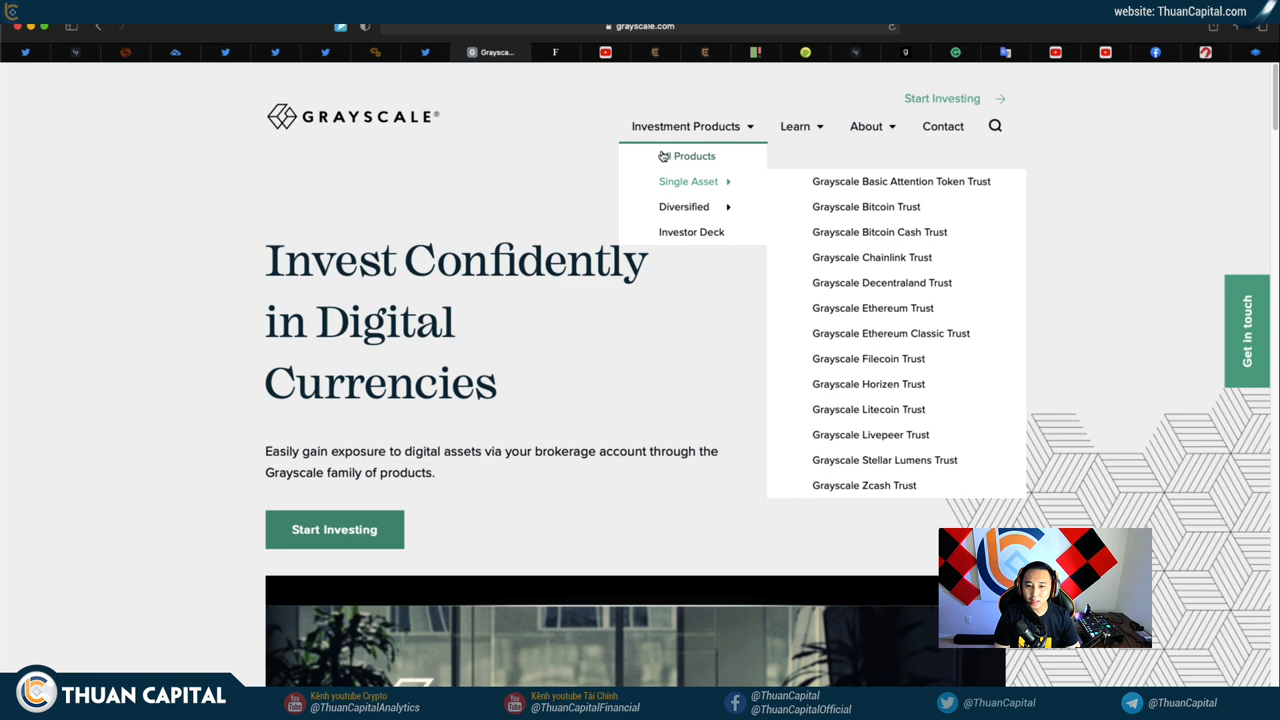 website: ThuanCapital.com
grayscale.com
Graysca...
GRAYSCALE®
Start Investing
Investment Products
Learn
About
Contact
Products
Single Asset
Diversified
Investor Deck
Grayscale Basic Attention Token Trust
Grayscale Bitcoin Trust
Grayscale Bitcoin Cash Trust
Grayscale Chainlink Trust
Grayscale Decentraland Trust
Grayscale Ethereum Trust
Grayscale Ethereum Classic Trust
Grayscale Filecoin Trust
Grayscale Horizen Trust
Grayscale Litecoin Trust
Grayscale Livepeer Trust
Grayscale Stellar Lumens Trust
Grayscale Zcash Trust
Invest Confidently
in Digital
Currencies
Easily gain exposure to digital assets via your brokerage account through the
Grayscale family of products.
Start Investing
Get in touch
THUAN CAPITAL
Kênh youtube Crypto
@ThuanCapitalAnalytics
Kênh youtube Tài Chính
@ThuanCapitalFinancial
@ThuanCapital
@ThuanCapitalOfficial
@ThuanCapital
@ThuanCapital